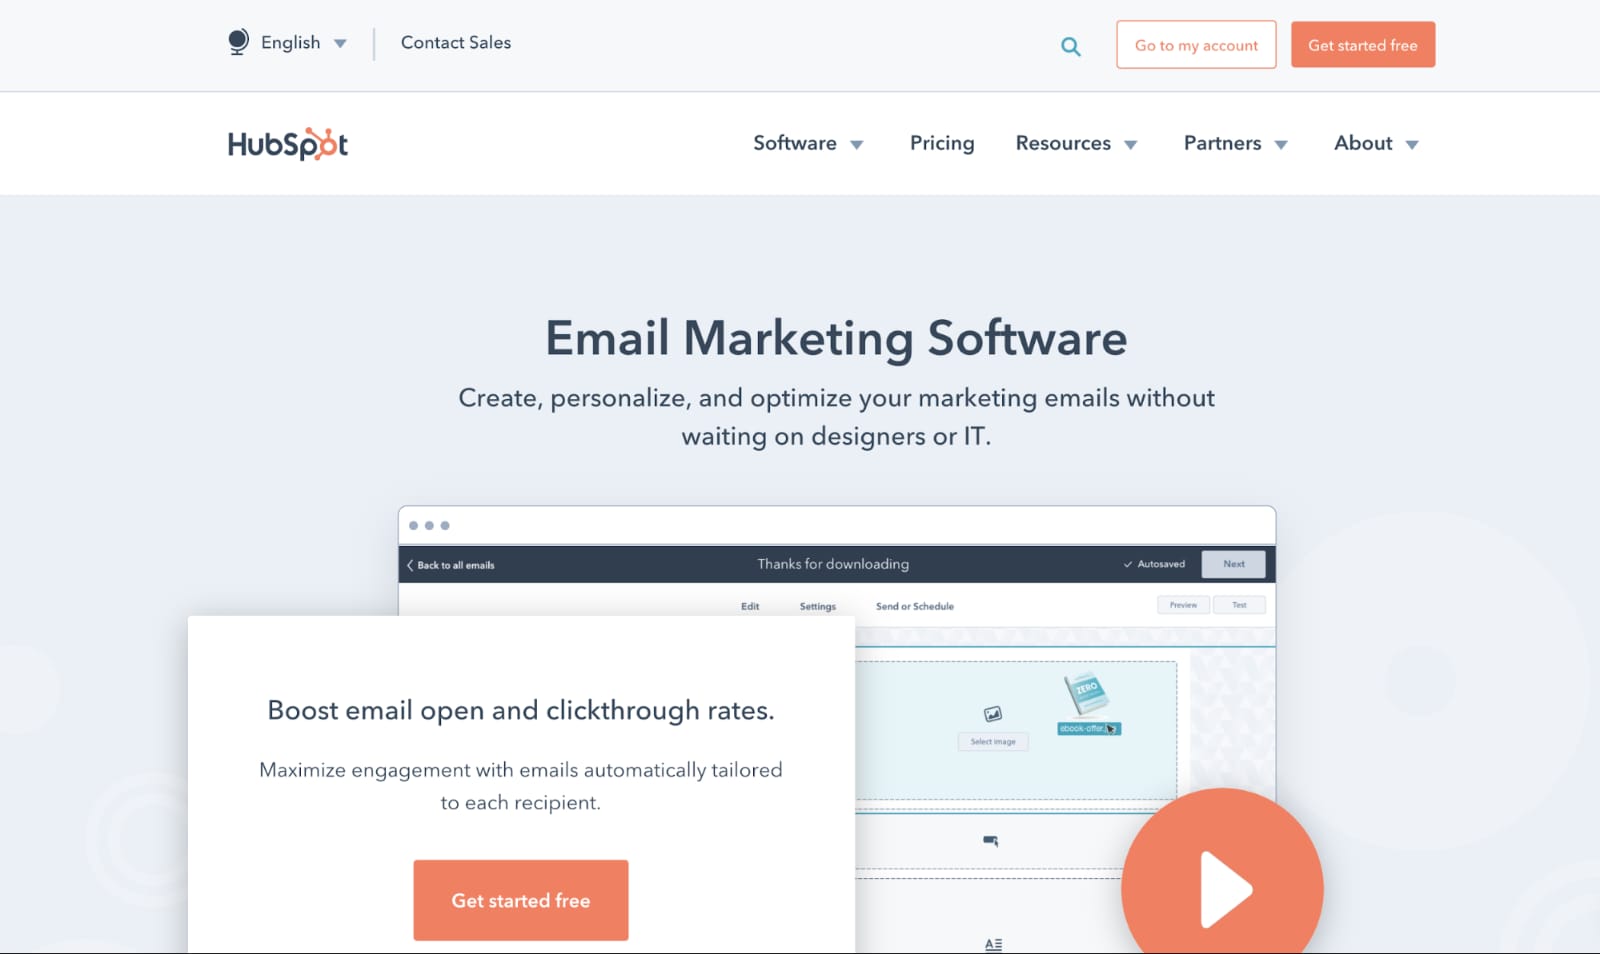 English
Contact Sales
Go to my account
Get started free
HubSpot
Software
Pricing
Resources
Partners
About
Email Marketing Software
Create, personalize, and optimize your marketing emails without
waiting on designers or IT.
Back to all emails
Thanks for downloading
Autosaved
Next
Edit
Settings
Send or Schedule
Preview
Test
ZERO
ebook-offer.
Select image
Boost email open and clickthrough rates.
Maximize engagement with emails automatically tailored
to each recipient.
Get started free
A